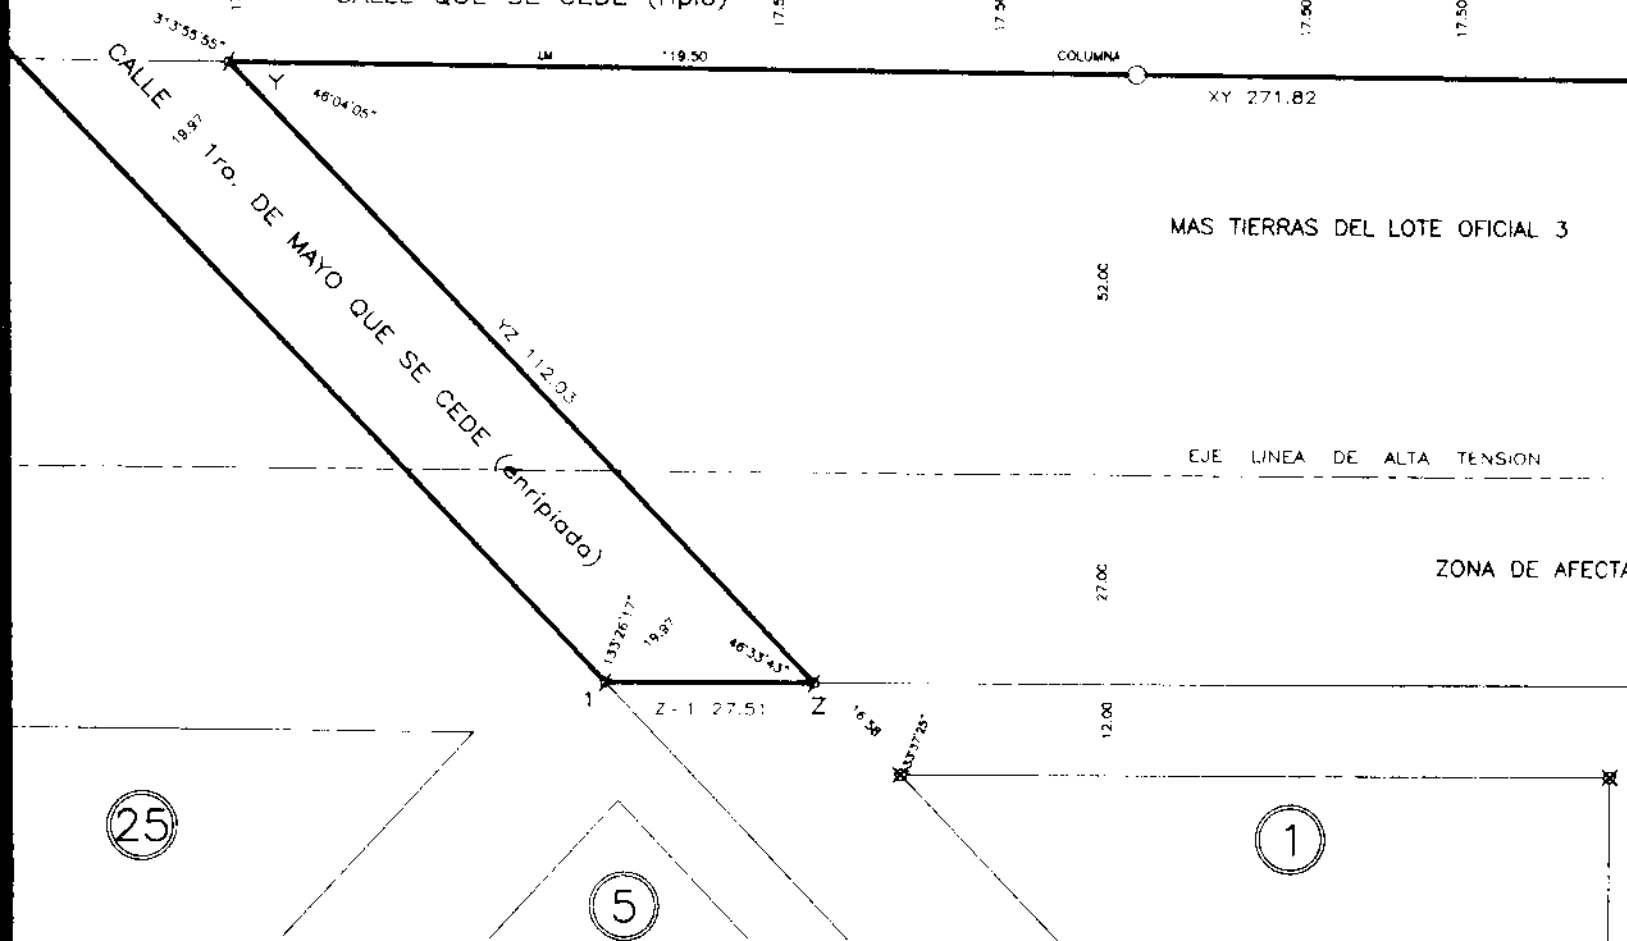 CALLE QUE SE CEDE (ripio)
17.50
17.50
17.50
313°55'55"
LM
119.50
COLUMNA
Y
46°04'05"
XY 271.82
19.97
CALLE 1ro. DE MAYO QUE SE CEDE (enripiada)
MAS TIERRAS DEL LOTE OFICIAL 3
52.00
YZ 112.03
EJE LINEA DE ALTA TENSION
ZONA DE AFECTA
27.00
133°26'17"
19.97
46°33'43"
1
Z-1 27.51
Z
16.58
12.00
25
5
1